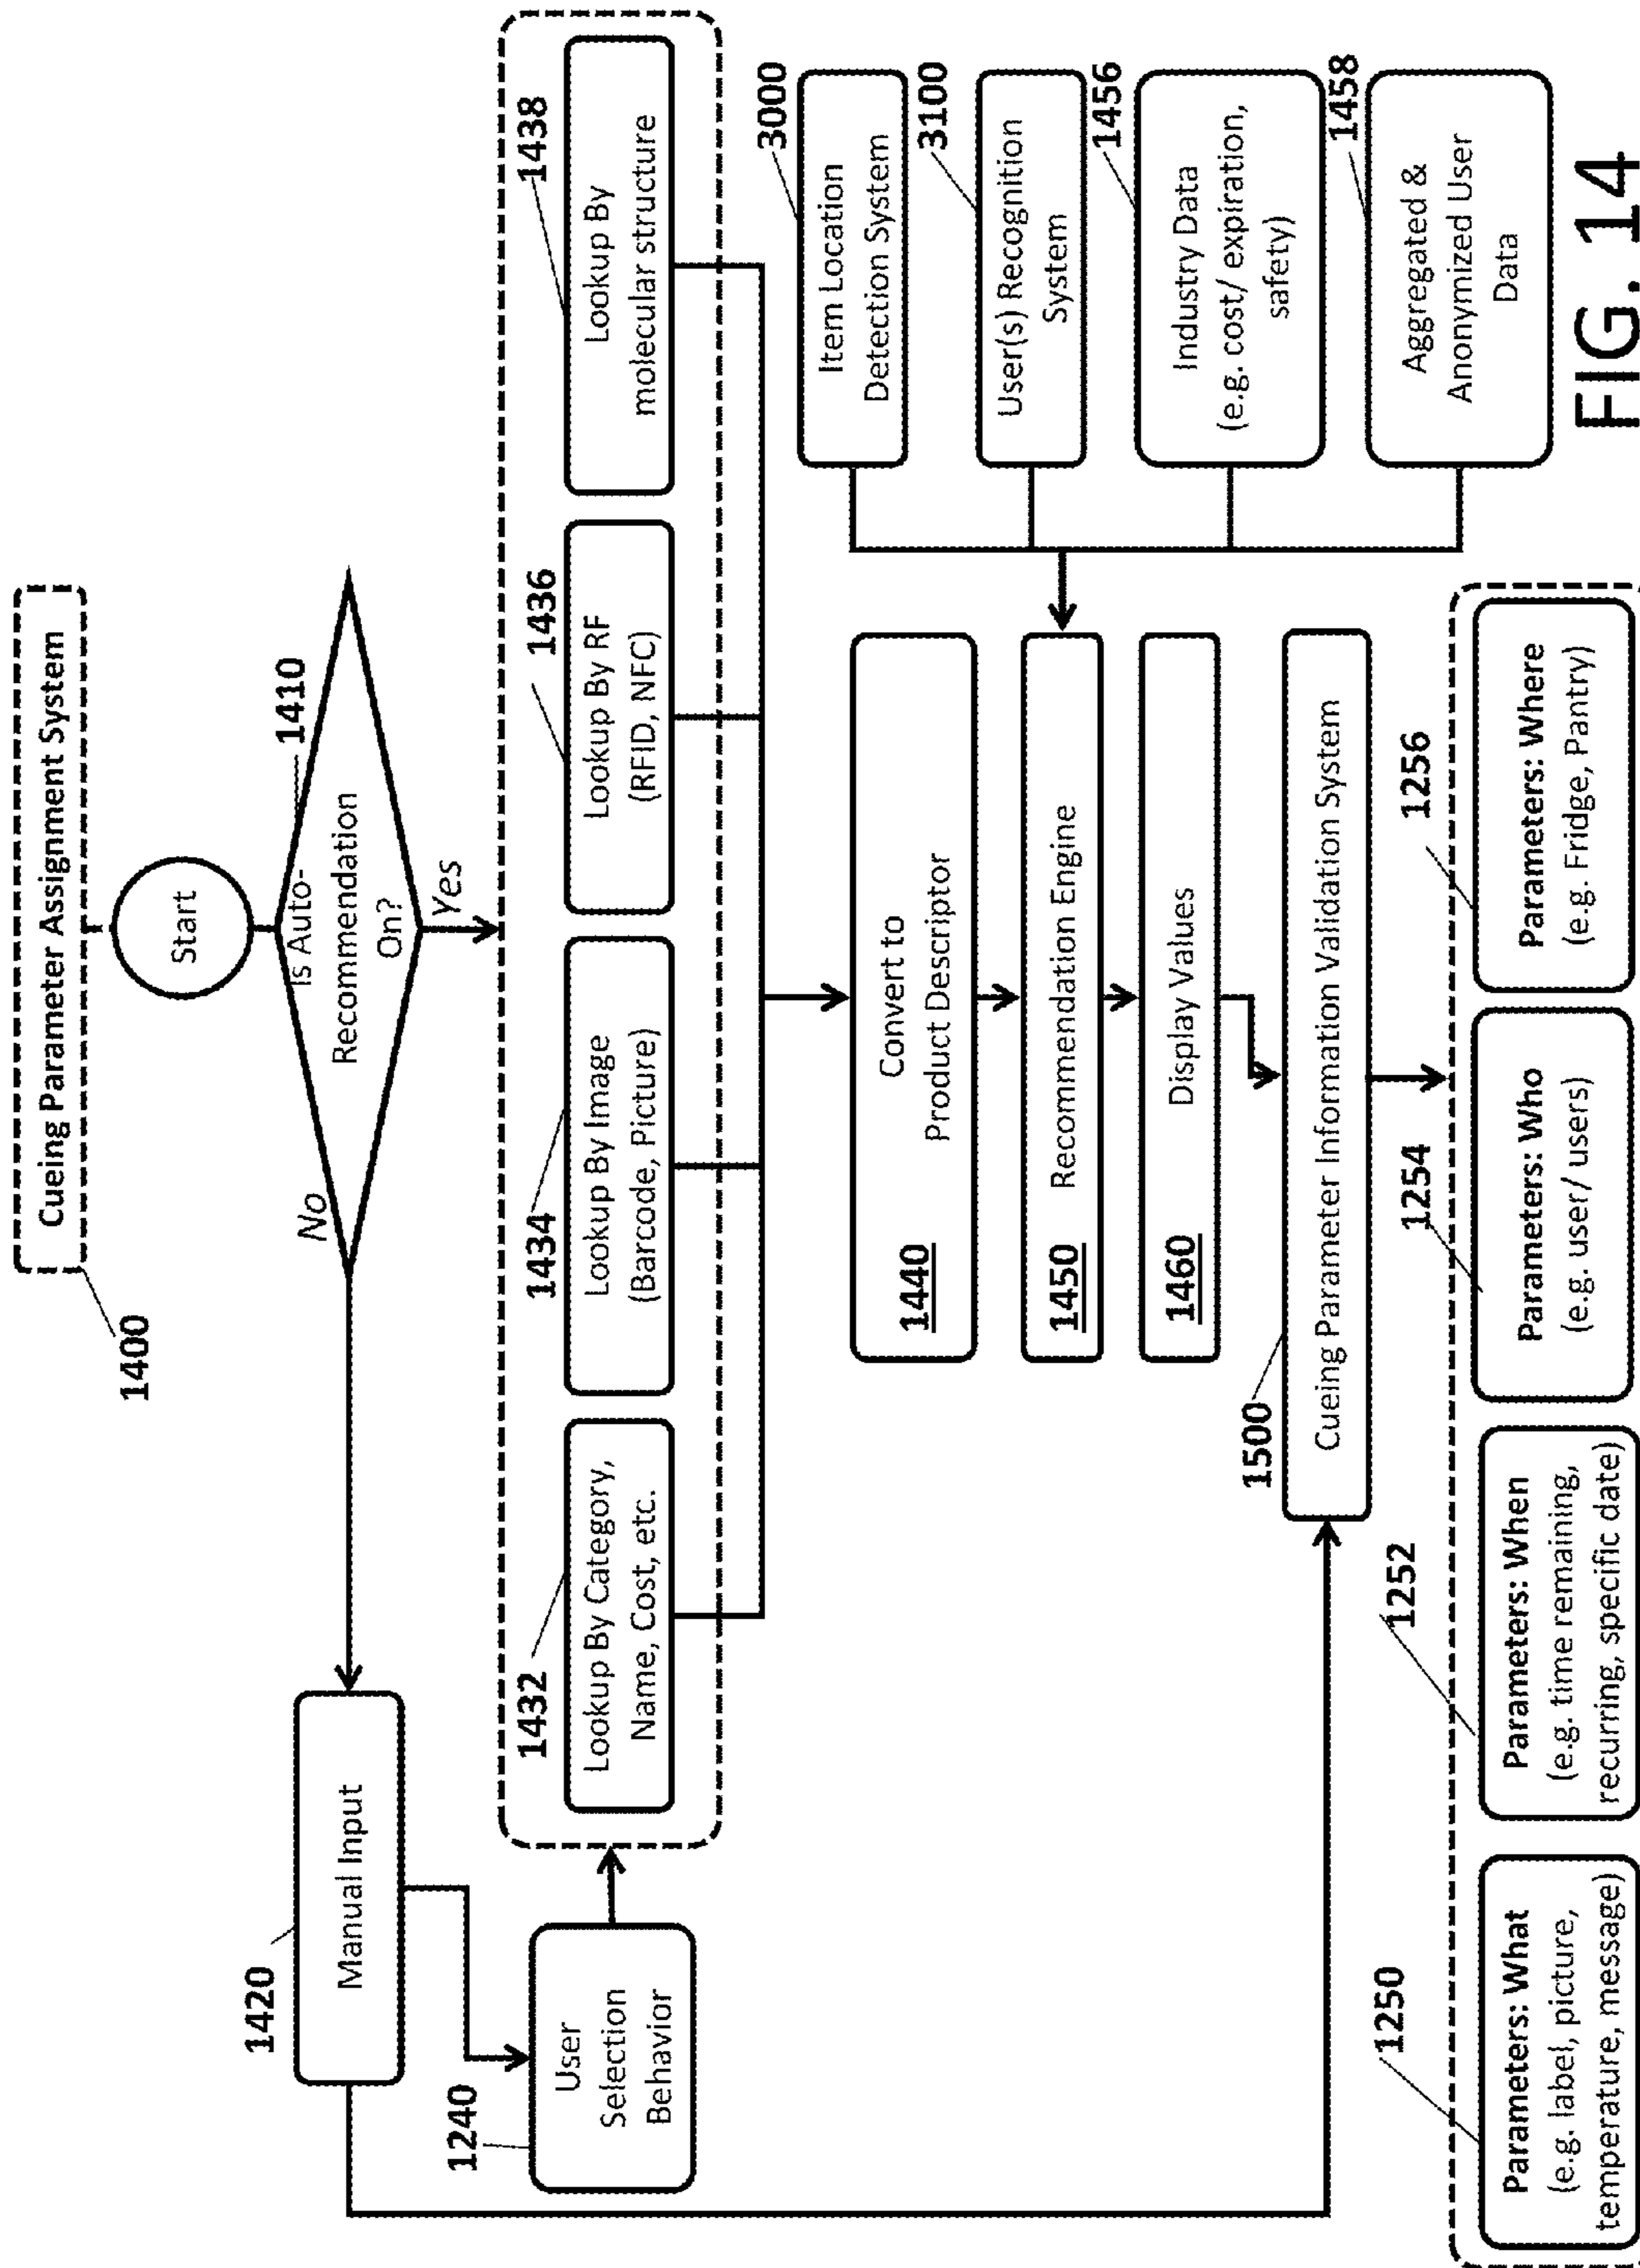 Cueing Parameter Assignment System
1400
Start
Is Auto-
Recommendation
On?
1410
No
Yes
1420
Manual Input
1240
User
Selection
Behavior
1432
Lookup By Category,
Name, Cost, etc.
1434
Lookup By Image
(Barcode, Picture)
1436
Lookup By RF
(RFID, NFC)
1438
Lookup By
molecular structure
1440
Convert to
Product Descriptor
1450
Recommendation Engine
1460
Display Values
3000
Item Location
Detection System
3100
User(s) Recognition
System
1456
Industry Data
(e.g. cost/ expiration,
safety)
1458
Aggregated &
Anonymized User
Data
1500
Cueing Parameter Information Validation System
1250
Parameters: What
(e.g. label, picture,
temperature, message)
1252
Parameters: When
(e.g. time remaining,
recurring, specific date)
1254
Parameters: Who
(e.g. user/ users)
1256
Parameters: Where
(e.g. Fridge, Pantry)
FIG. 14